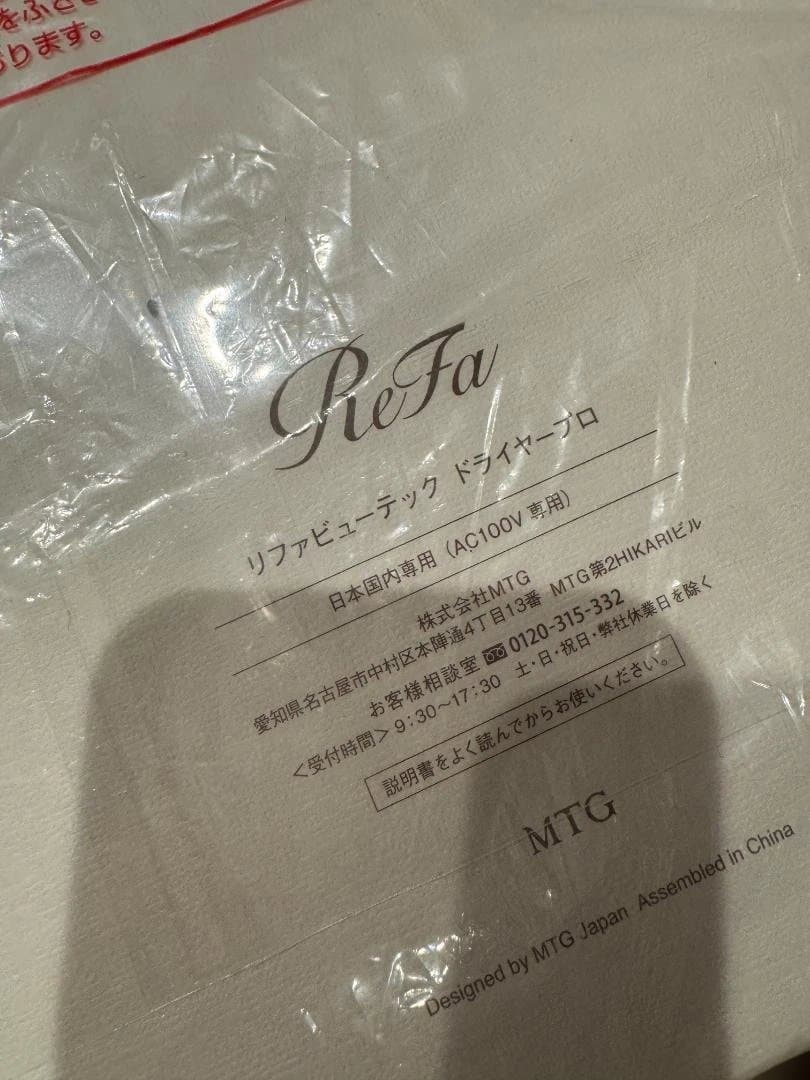 をふさ
ります。
ReFa
リファビューテック ドライヤープロ
日本国内専用（AC100V 専用）
株式会社MTG
愛知県名古屋市中村区本陣通4丁目13番 MTG第2HIKARIビル
お客様相談室 0120-315-332
＜受付時間＞9:30～17:30 土・日・祝日・弊社休業日を除く
説明書をよく読んでからお使いください。
MTG
Designed by MTG Japan Assembled in China